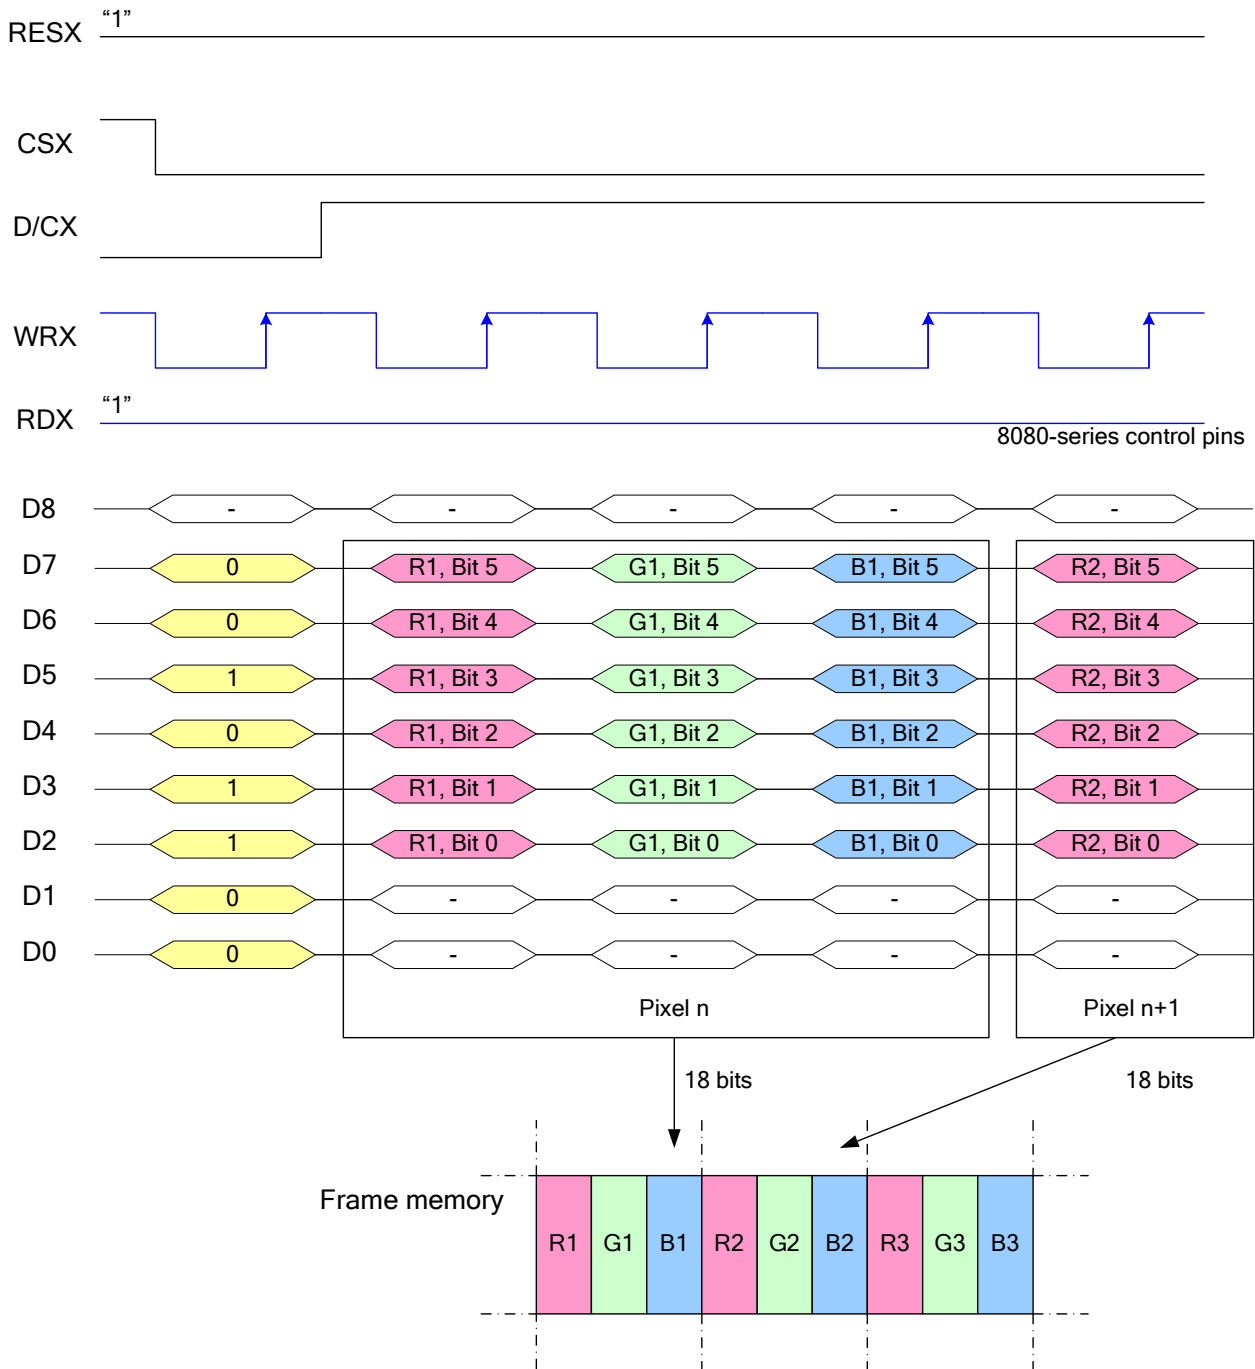 RESX “1”
CSX
D/CX
WRX
RDX “1”
8080-series control pins
D8 - - - - -
D7 0 R1, Bit 5 G1, Bit 5 B1, Bit 5 R2, Bit 5
D6 0 R1, Bit 4 G1, Bit 4 B1, Bit 4 R2, Bit 4
D5 1 R1, Bit 3 G1, Bit 3 B1, Bit 3 R2, Bit 3
D4 0 R1, Bit 2 G1, Bit 2 B1, Bit 2 R2, Bit 2
D3 1 R1, Bit 1 G1, Bit 1 B1, Bit 1 R2, Bit 1
D2 1 R1, Bit 0 G1, Bit 0 B1, Bit 0 R2, Bit 0
D1 0 - - - -
D0 0 - - - -
Pixel n Pixel n+1
18 bits 18 bits
Frame memory
R1 G1 B1 R2 G2 B2 R3 G3 B3